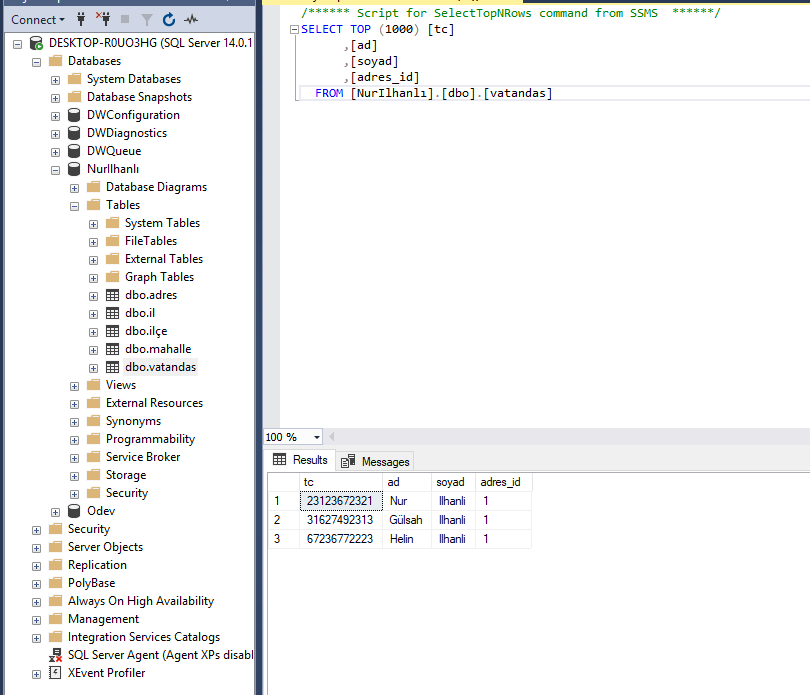 Connect
DESKTOP-R0UO3HG (SQL Server 14.0.1
Databases
System Databases
Database Snapshots
DWConfiguration
DWDiagnostics
DWQueue
NurIlhanlı
Database Diagrams
Tables
System Tables
FileTables
External Tables
Graph Tables
dbo.adres
dbo.il
dbo.ilçe
dbo.mahalle
dbo.vatandas
Views
External Resources
Synonyms
Programmability
Service Broker
Storage
Security
Odev
Security
Server Objects
Replication
PolyBase
Always On High Availability
Management
Integration Services Catalogs
SQL Server Agent (Agent XPs disabl
XEvent Profiler
/****** Script for SelectTopNRows command from SSMS  ******/
SELECT TOP (1000) [tc]
,[ad]
,[soyad]
,[adres_id]
FROM [NurIlhanlı].[dbo].[vatandas]
100 %
Results Messages
tc ad soyad adres_id
1 23123672321 Nur Ilhanli 1
2 31627492313 Gülsah Ilhanli 1
3 67236772223 Helin Ilhanli 1